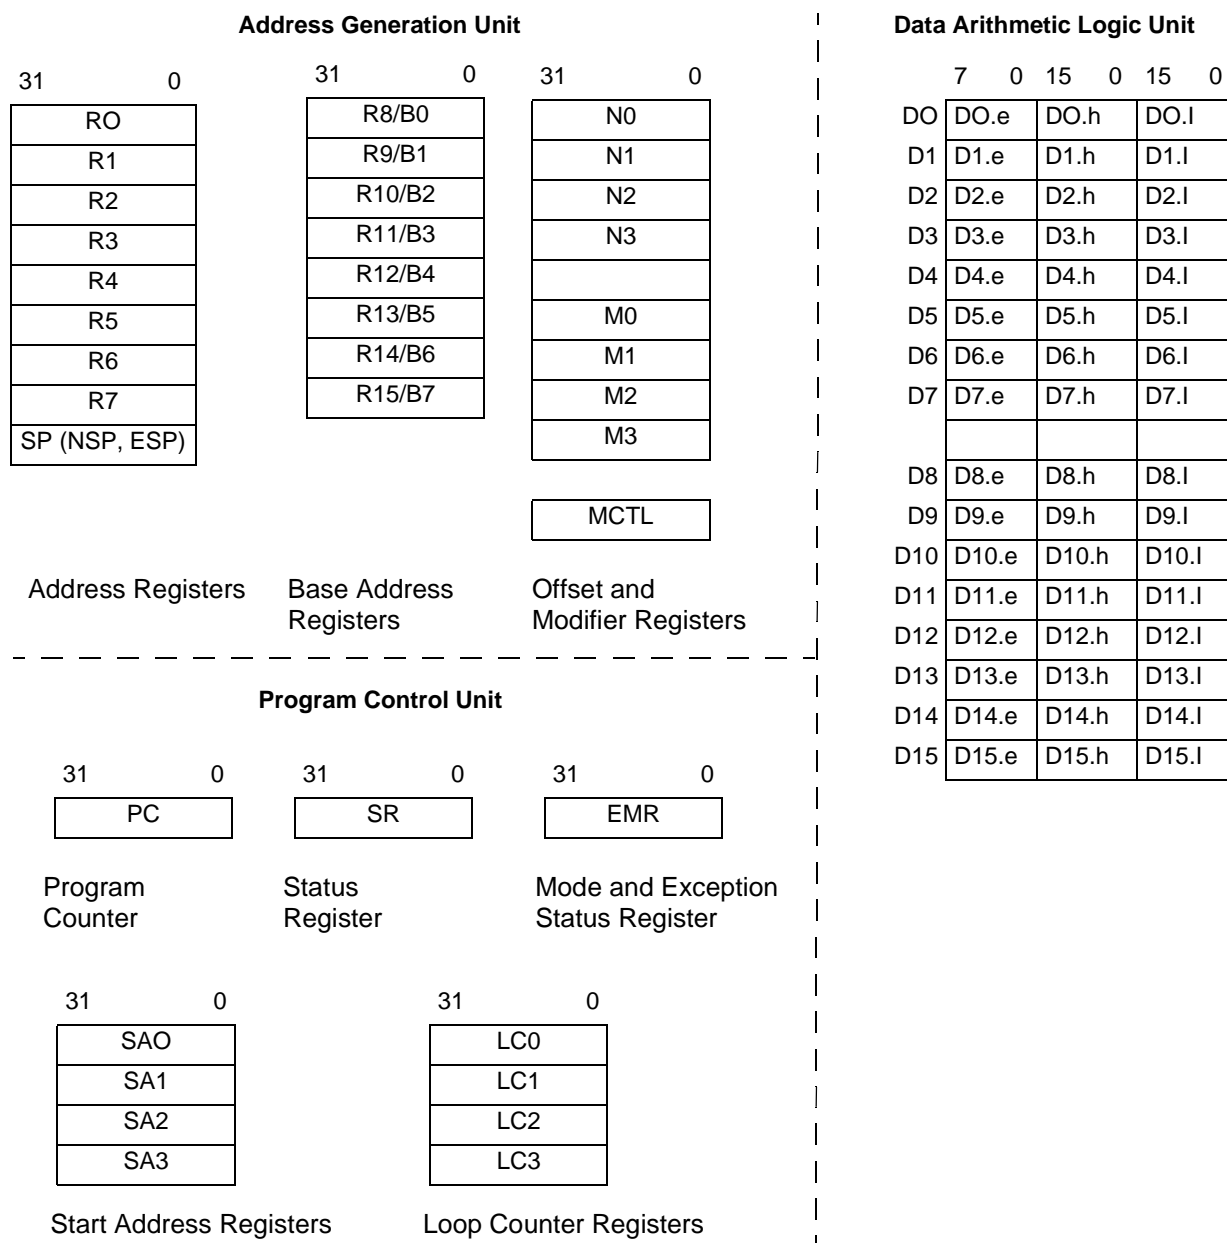 Address Generation Unit
31 0
RO
R1
R2
R3
R4
R5
R6
R7
SP (NSP, ESP)
Address Registers
31 0
R8/B0
R9/B1
R10/B2
R11/B3
R12/B4
R13/B5
R14/B6
R15/B7
Base Address
Registers
31 0
N0
N1
N2
N3
M0
M1
M2
M3
MCTL
Offset and
Modifier Registers
Program Control Unit
31 0
PC
Program
Counter
31 0
SR
Status
Register
31 0
EMR
Mode and Exception
Status Register
31 0
SAO
SA1
SA2
SA3
Start Address Registers
31 0
LC0
LC1
LC2
LC3
Loop Counter Registers
Data Arithmetic Logic Unit
7 0 15 0 15 0
DO DO.e DO.h DO.l
D1 D1.e D1.h D1.l
D2 D2.e D2.h D2.l
D3 D3.e D3.h D3.l
D4 D4.e D4.h D4.l
D5 D5.e D5.h D5.l
D6 D6.e D6.h D6.l
D7 D7.e D7.h D7.l
D8 D8.e D8.h D8.l
D9 D9.e D9.h D9.l
D10 D10.e D10.h D10.l
D11 D11.e D11.h D11.l
D12 D12.e D12.h D12.l
D13 D13.e D13.h D13.l
D14 D14.e D14.h D14.l
D15 D15.e D15.h D15.l